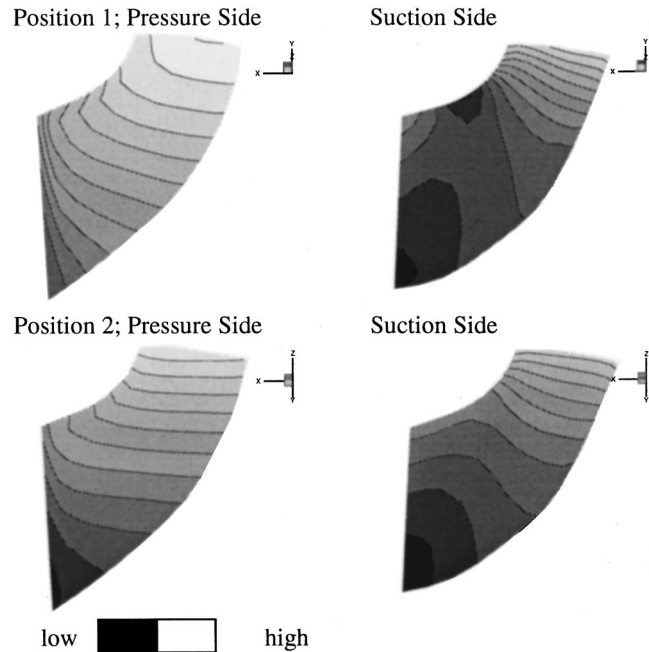 Position 1; Pressure Side
Suction Side
Y
X
Position 2; Pressure Side
Suction Side
Z
X
Y
X
low
high